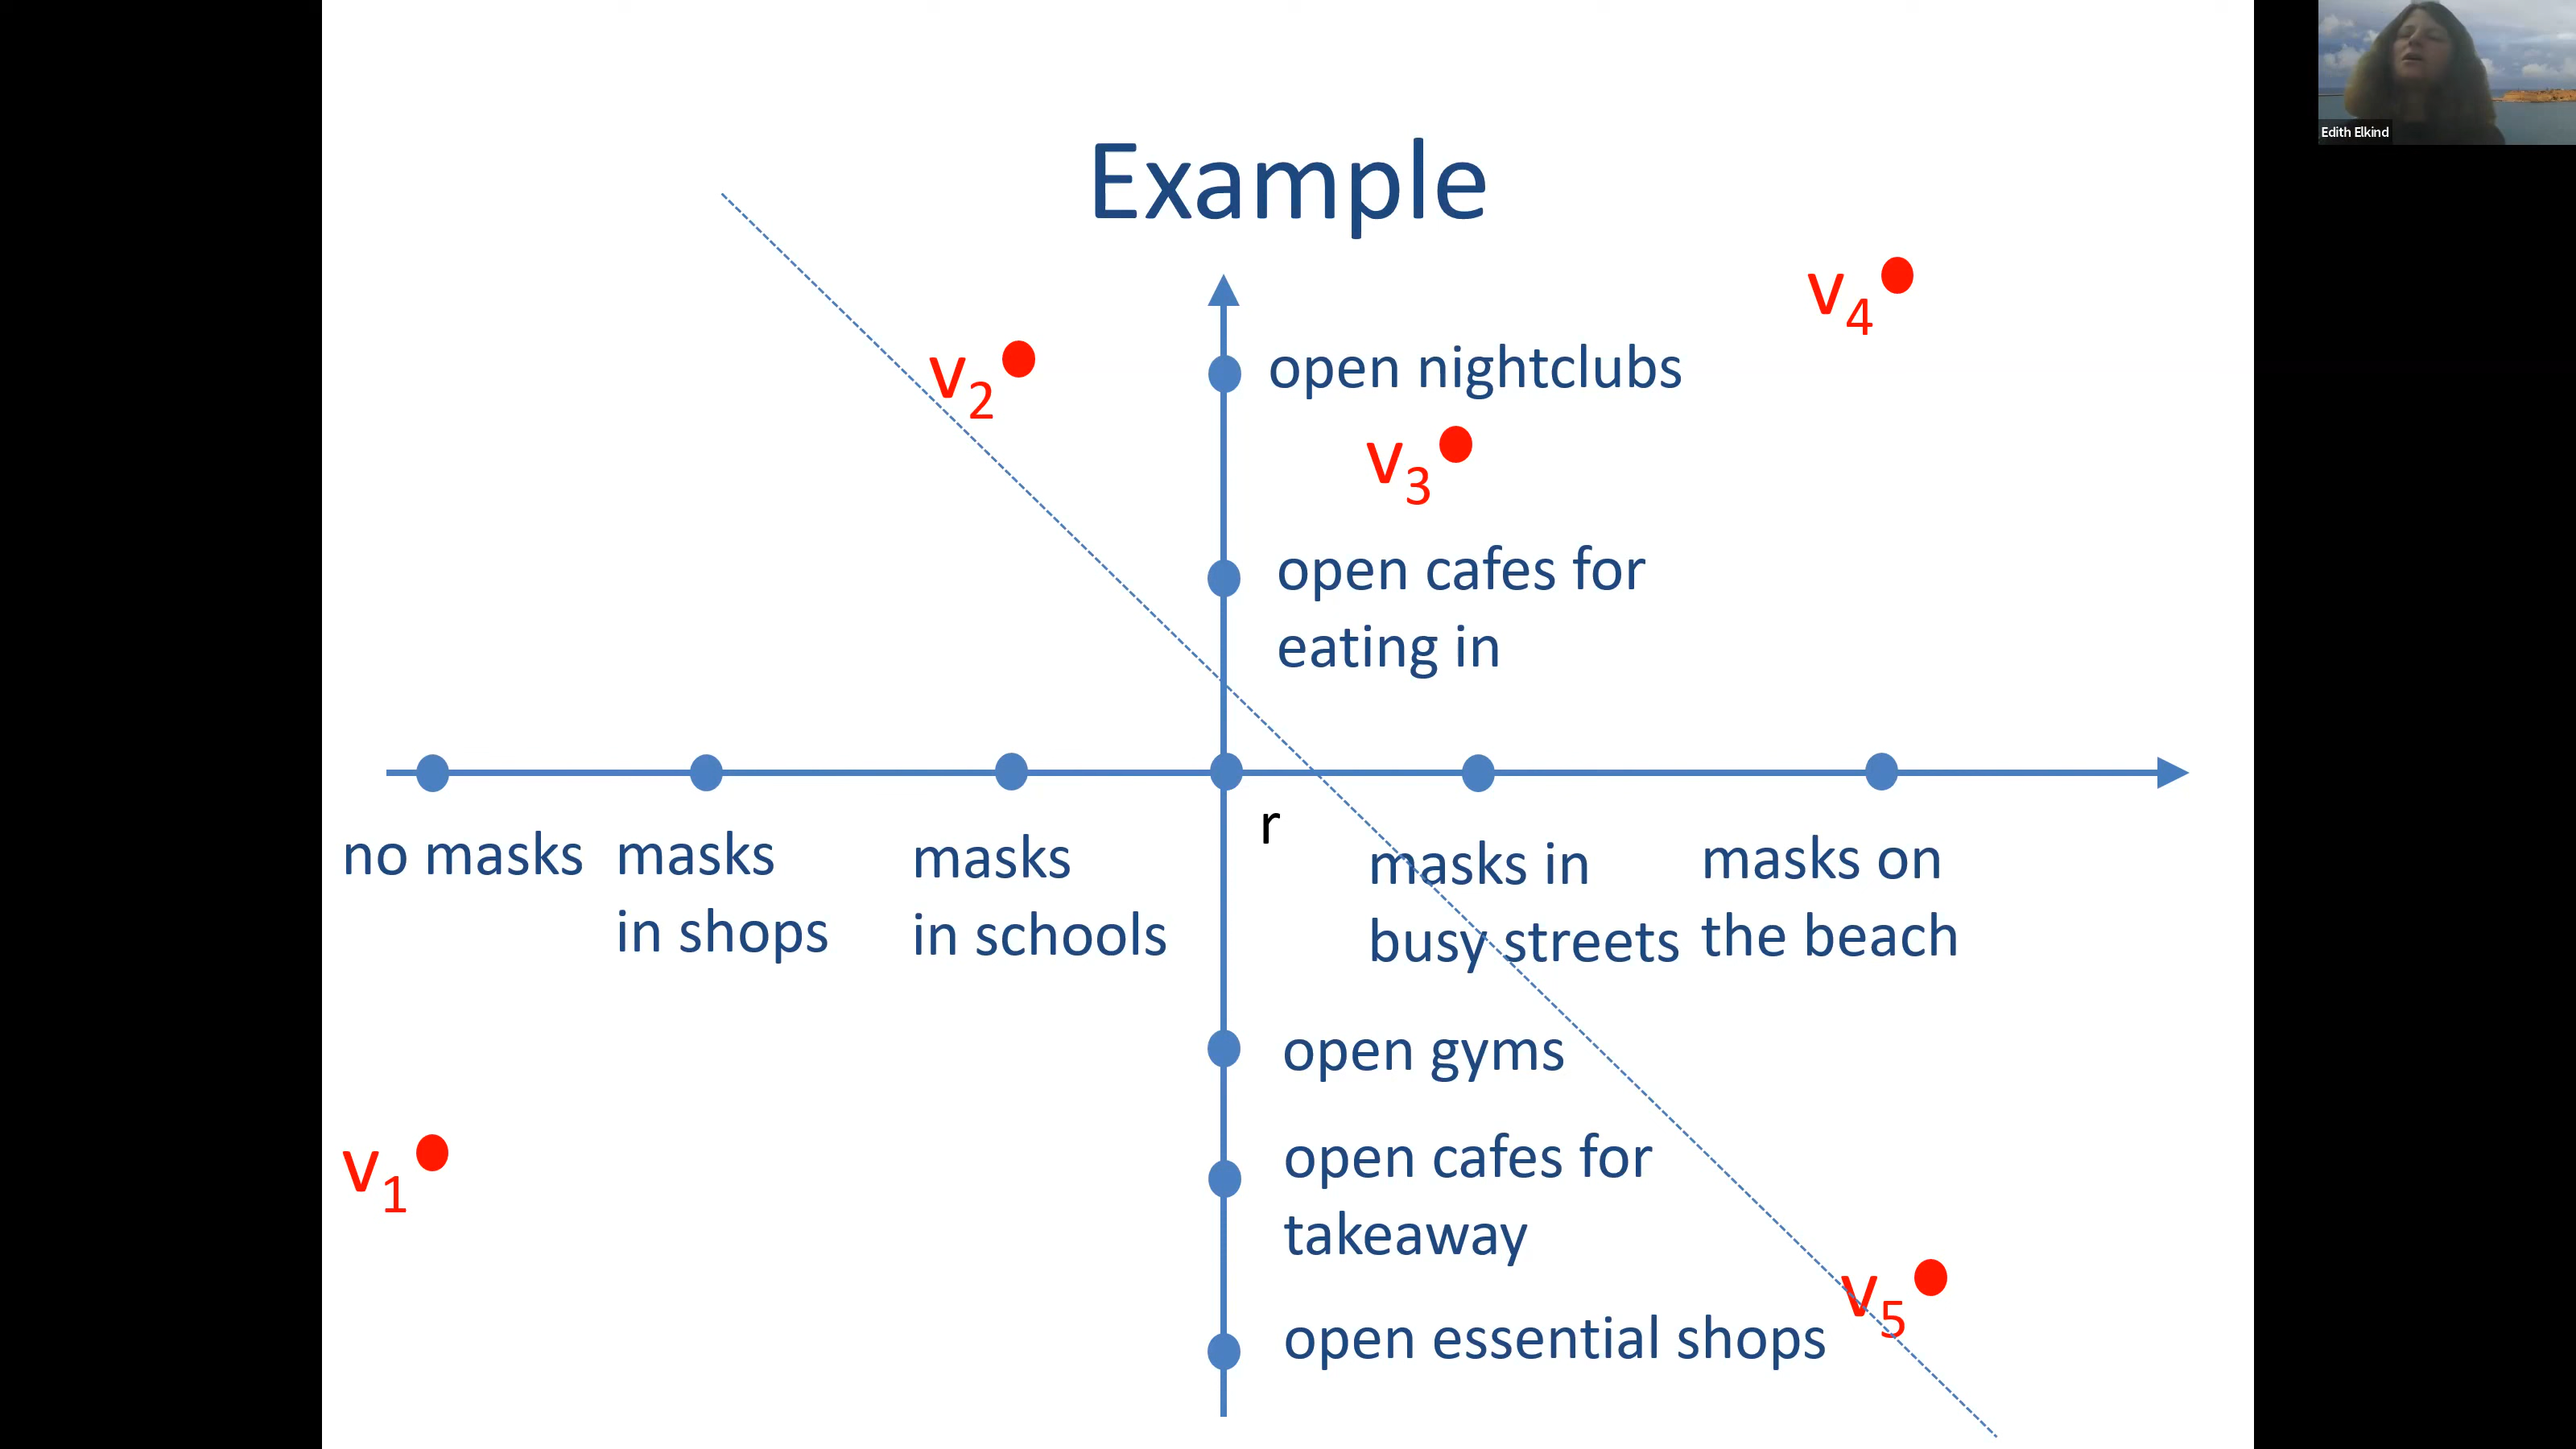 Example
Edith Elkind
v4
v2
open nightclubs
v3
open cafes for
eating in
r
no masks
masks
in shops
masks
in schools
masks in
busy streets
masks on
the beach
open gyms
v1
open cafes for
takeaway
v5
open essential shops